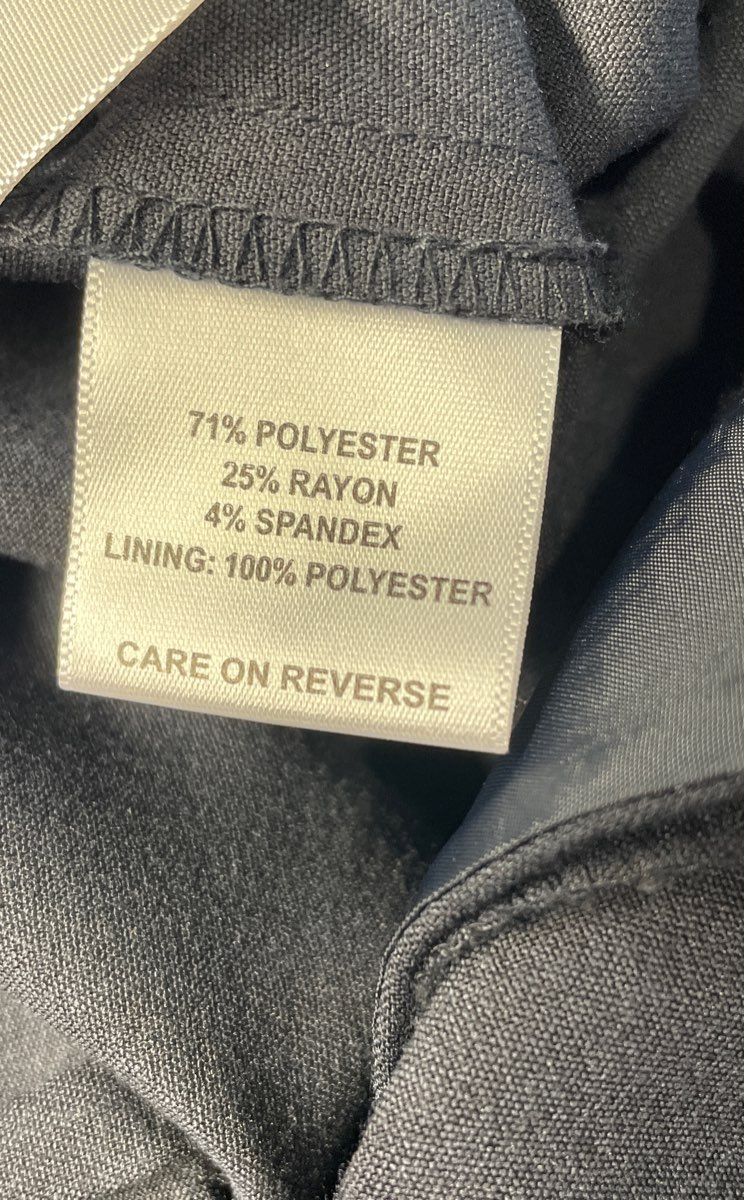 71% POLYESTER
25% RAYON
4% SPANDEX
LINING: 100% POLYESTER
CARE ON REVERSE